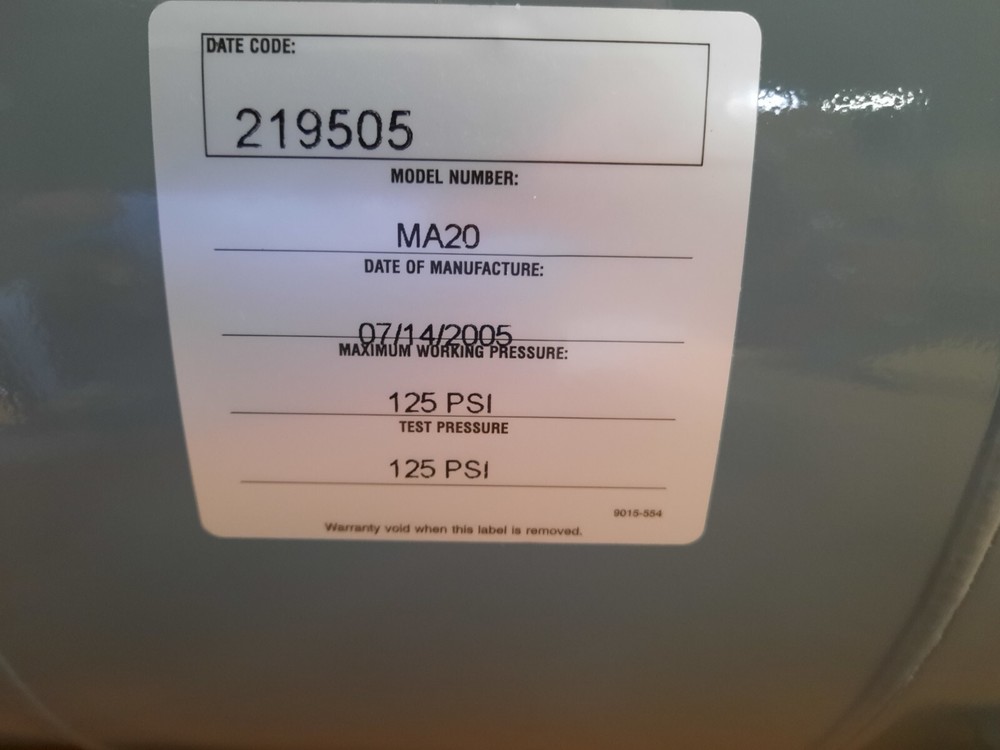 DATE CODE:
219505
MODEL NUMBER:
MA20
DATE OF MANUFACTURE:
07/14/2005
MAXIMUM WORKING PRESSURE:
125 PSI
TEST PRESSURE
125 PSI
9015-554
Warranty void when this label is removed.